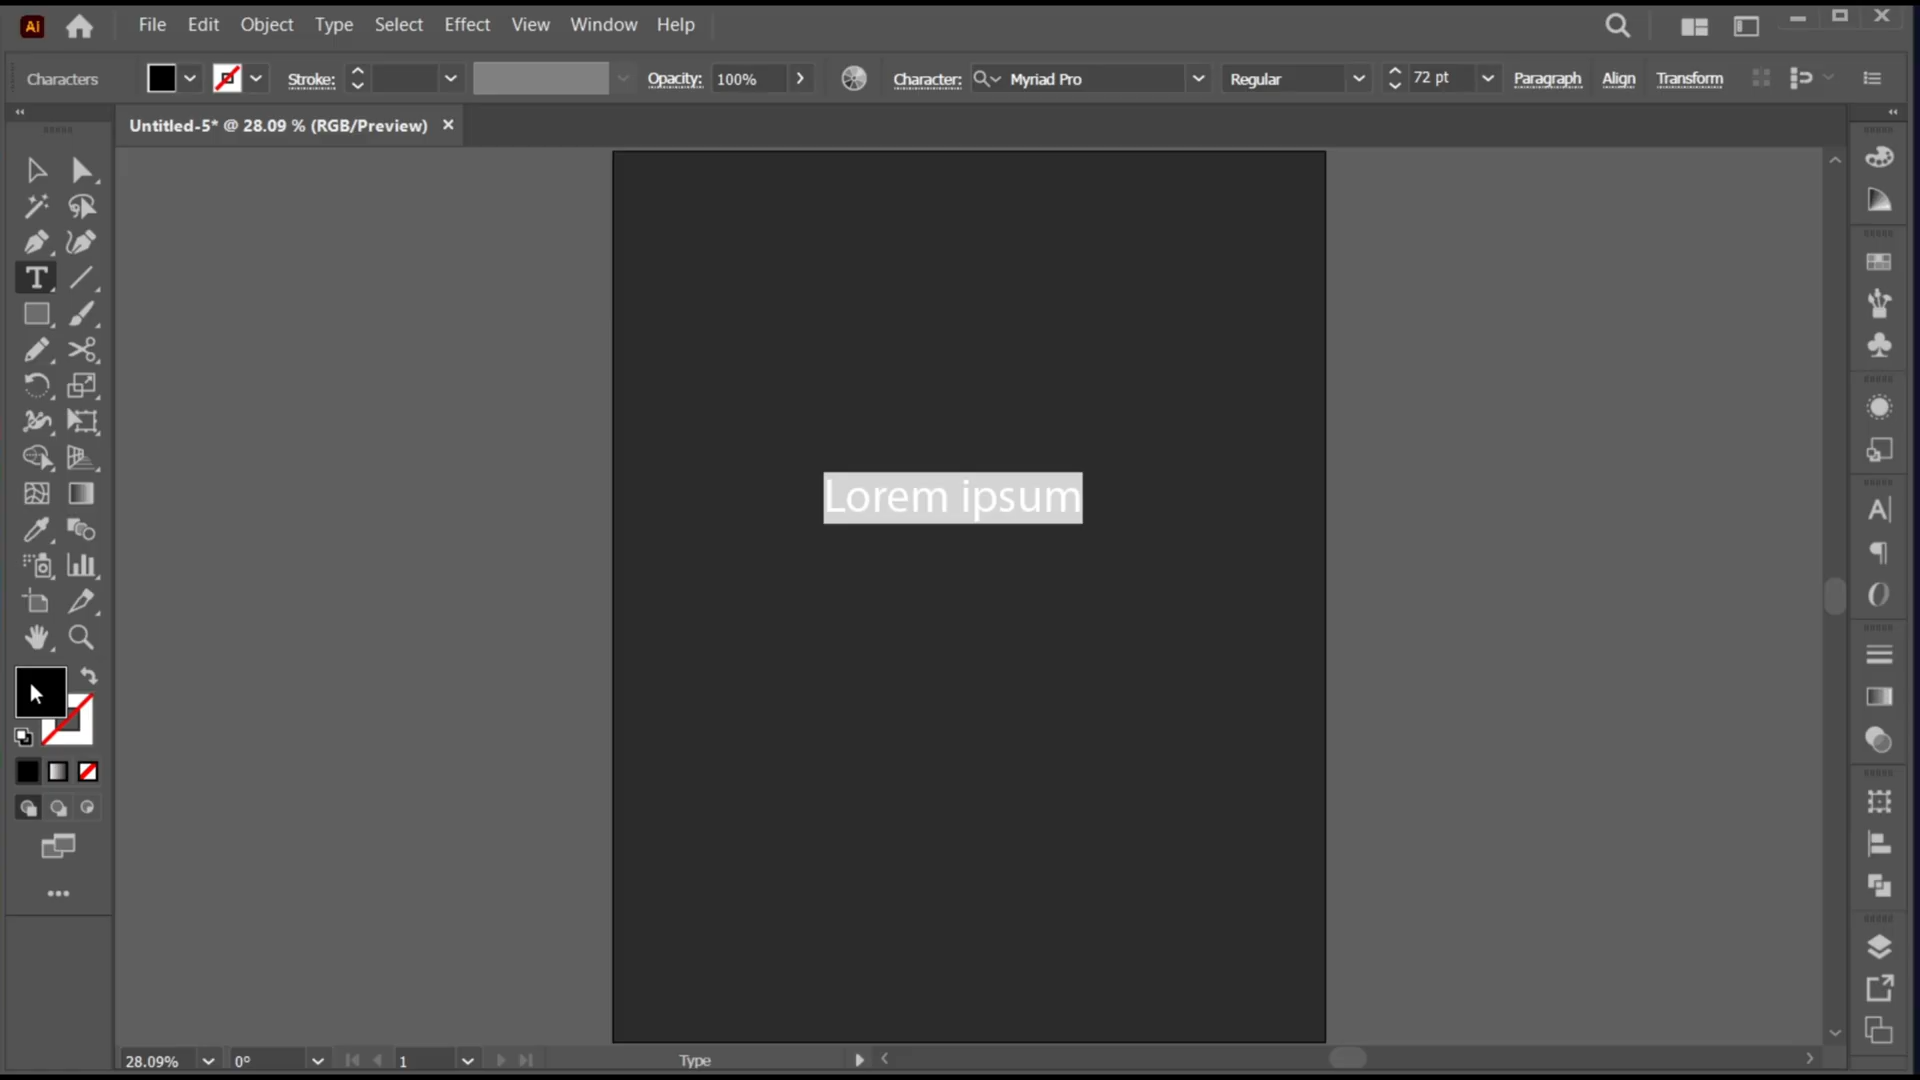 Ai File Edit Object Type Select Effect View Window Help
Characters Stroke: Opacity: 100% Character: Myriad Pro Regular 72 pt Paragraph Align Transform
Untitled-5* @ 28.09 % (RGB/Preview)
Lorem ipsum
28.09% 0° 1 Type